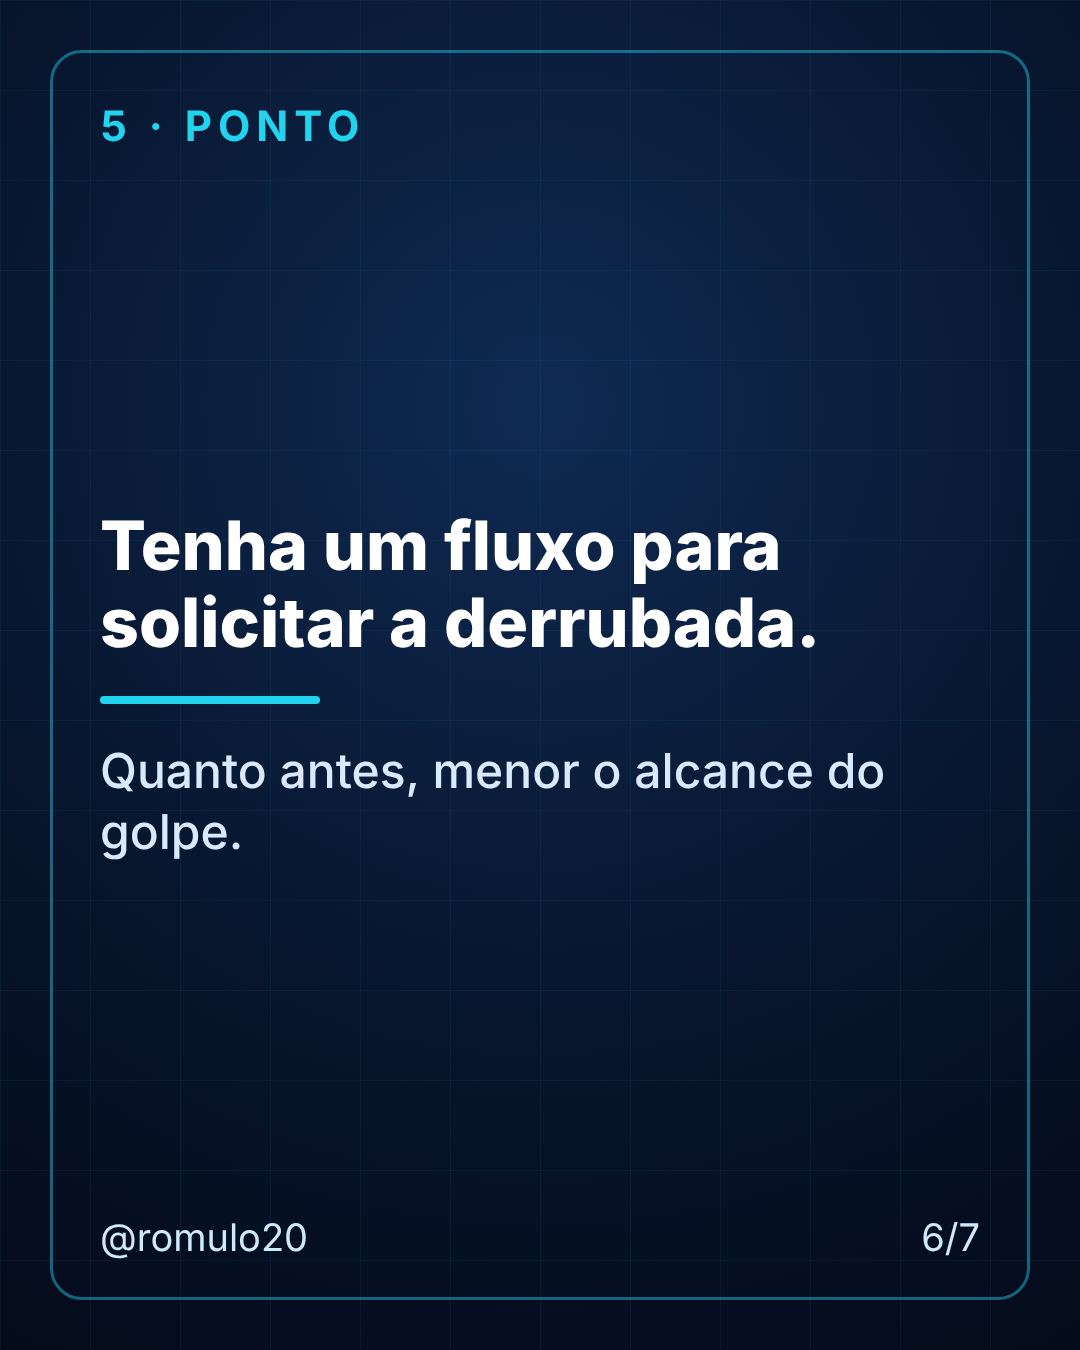 5 · PONTO
Tenha um fluxo para
solicitar a derrubada.
Quanto antes, menor o alcance do
golpe.
@romulo20
6/7